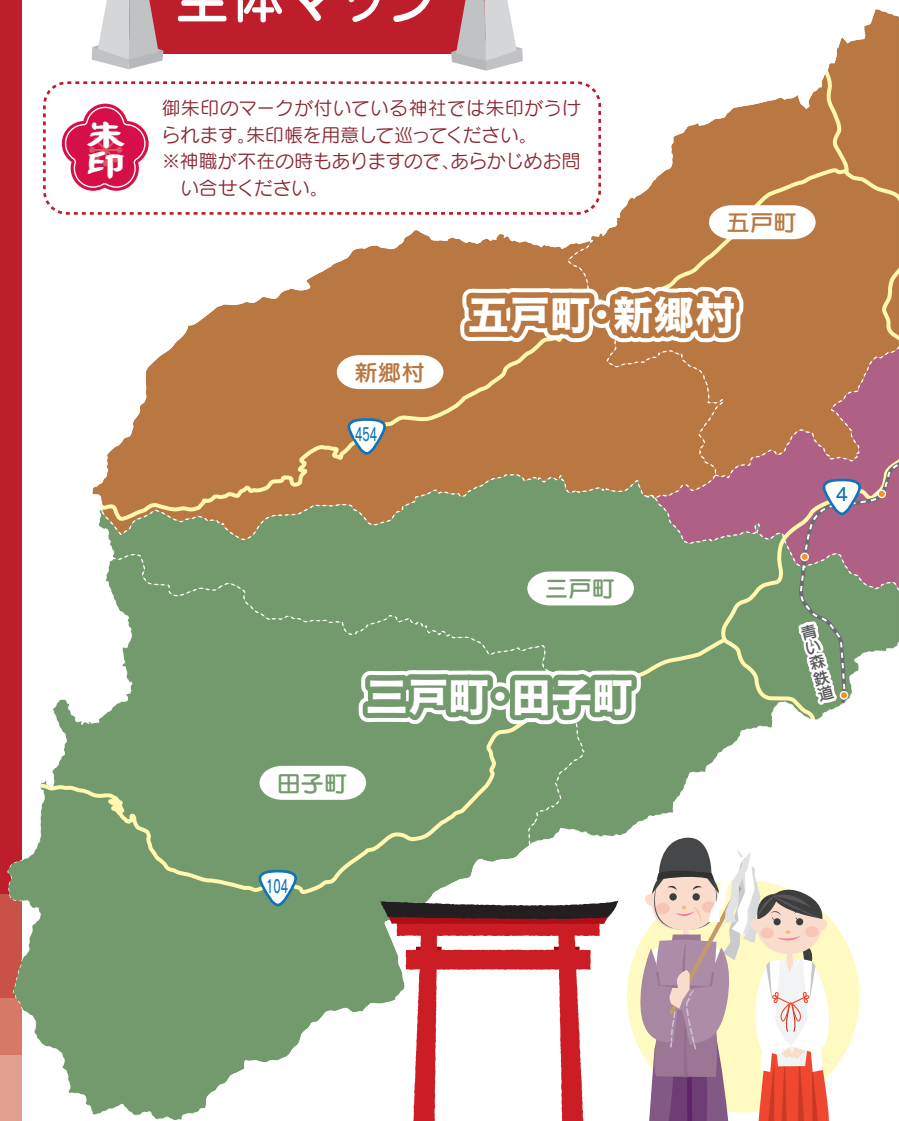 全体マップ
朱印
御朱印のマークが付いている神社では朱印がうけ
られます。朱印帳を用意して巡ってください。
※神職が不在の時もありますので、あらかじめお問
い合せください。
五戸町
五戸町・新郷村
新郷村
454
4
三戸町
青い森鉄道
三戸町・田子町
田子町
104